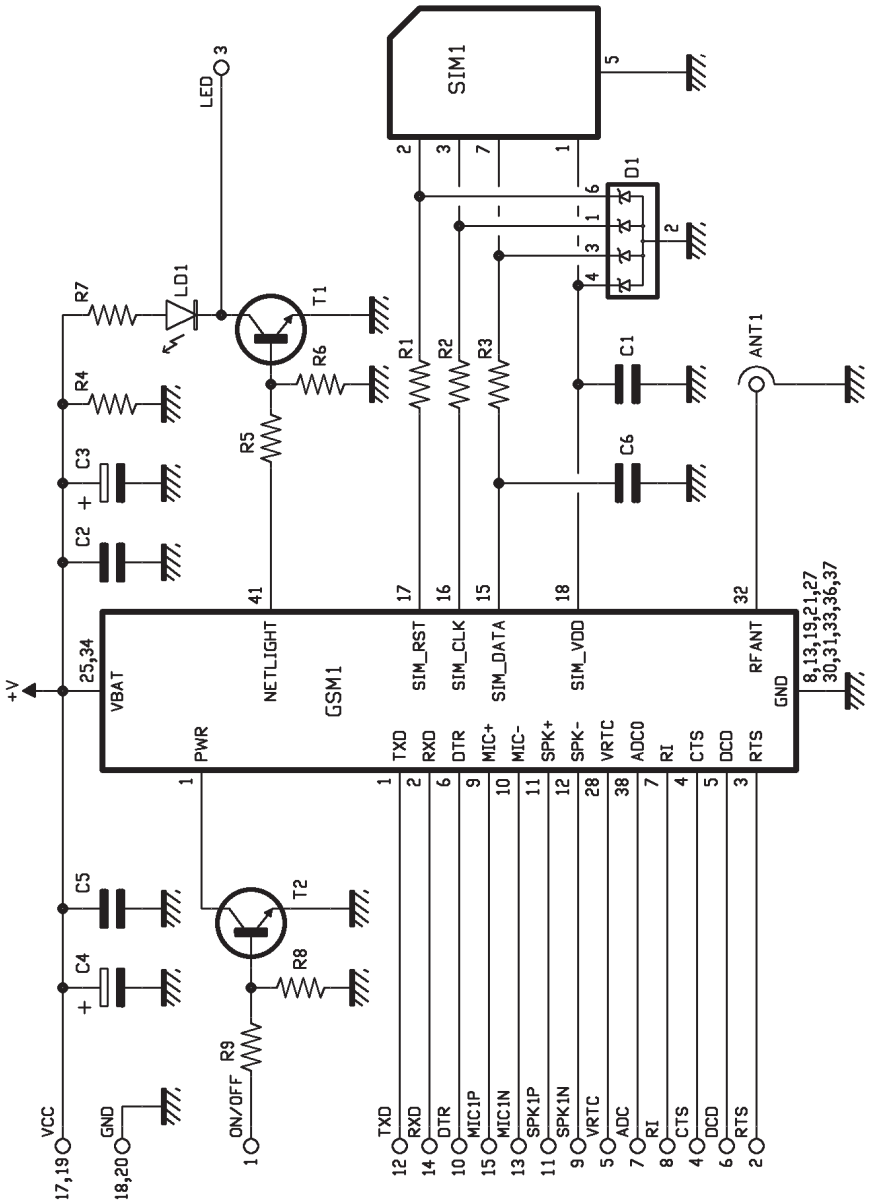 SIM1
5
2
3
7
1
LED
3
D1
6
1
3
4
2
R7
LD1
T1
R4
R6
R5
R1
R2
R3
C1
ANT1
C3
+
C2
C6
41
17
16
15
18
32
8,13,19,21,27
30,31,33,36,37
+V
25,34
VBAT
NETLIGHT
GSM1
SIM_RST
SIM_CLK
SIM_DATA
SIM_VDD
RFANT
GND
PWR
TXD
RXD
DTR
MIC+
MIC-
SPK+
SPK-
VRTC
ADC0
RI
CTS
DCD
RTS
1
1
2
6
9
10
11
12
28
38
7
4
5
3
C5
T2
C4
+
R8
R9
VCC
17,19
GND
18,20
ON/OFF
1
TXD
12
RXD
14
DTR
10
MIC1P
15
MIC1N
13
SPK1P
11
SPK1N
9
VRTC
5
ADC
7
RI
8
CTS
4
DCD
6
RTS
2